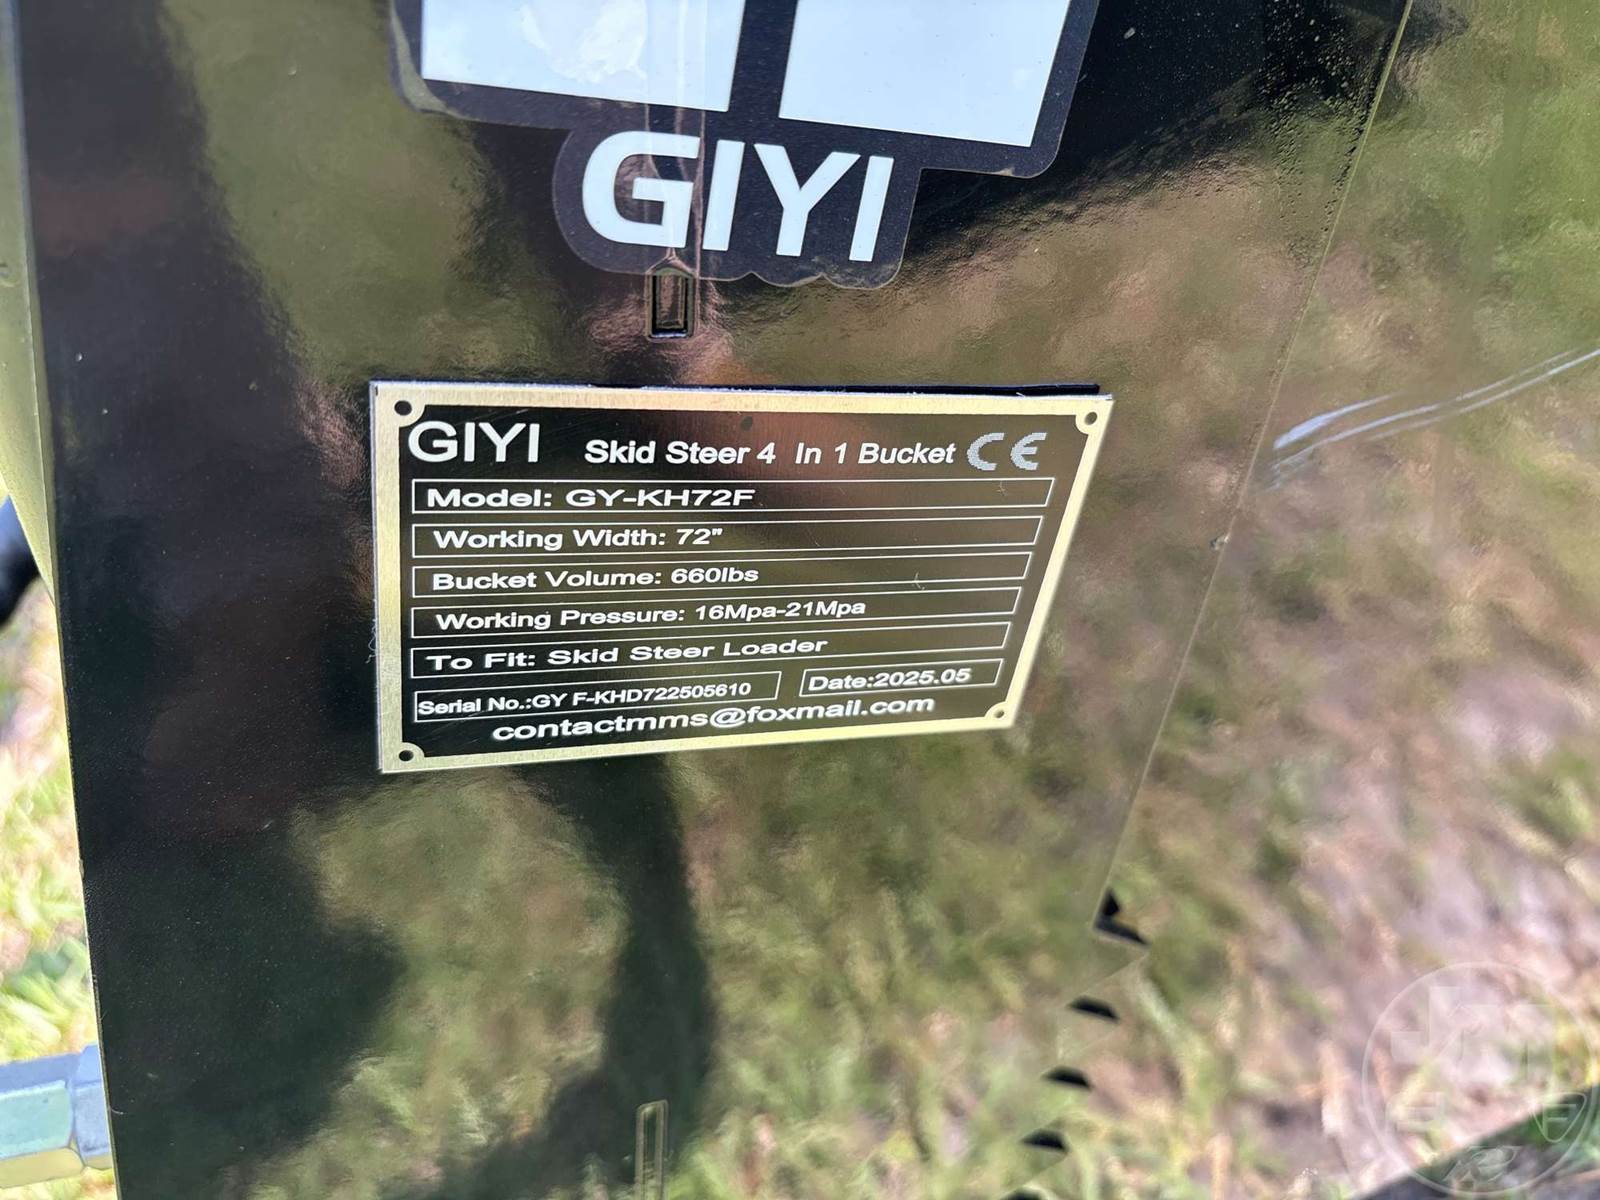 GIYI
GIYI Skid Steer 4 In 1 Bucket CE
Model: GY-KH72F
Working Width: 72"
Bucket Volume: 660lbs
Working Pressure: 16Mpa-21Mpa
To Fit: Skid Steer Loader
Serial No.:GY F-KHD722505610 Date:2025.05
contactmms@foxmail.com